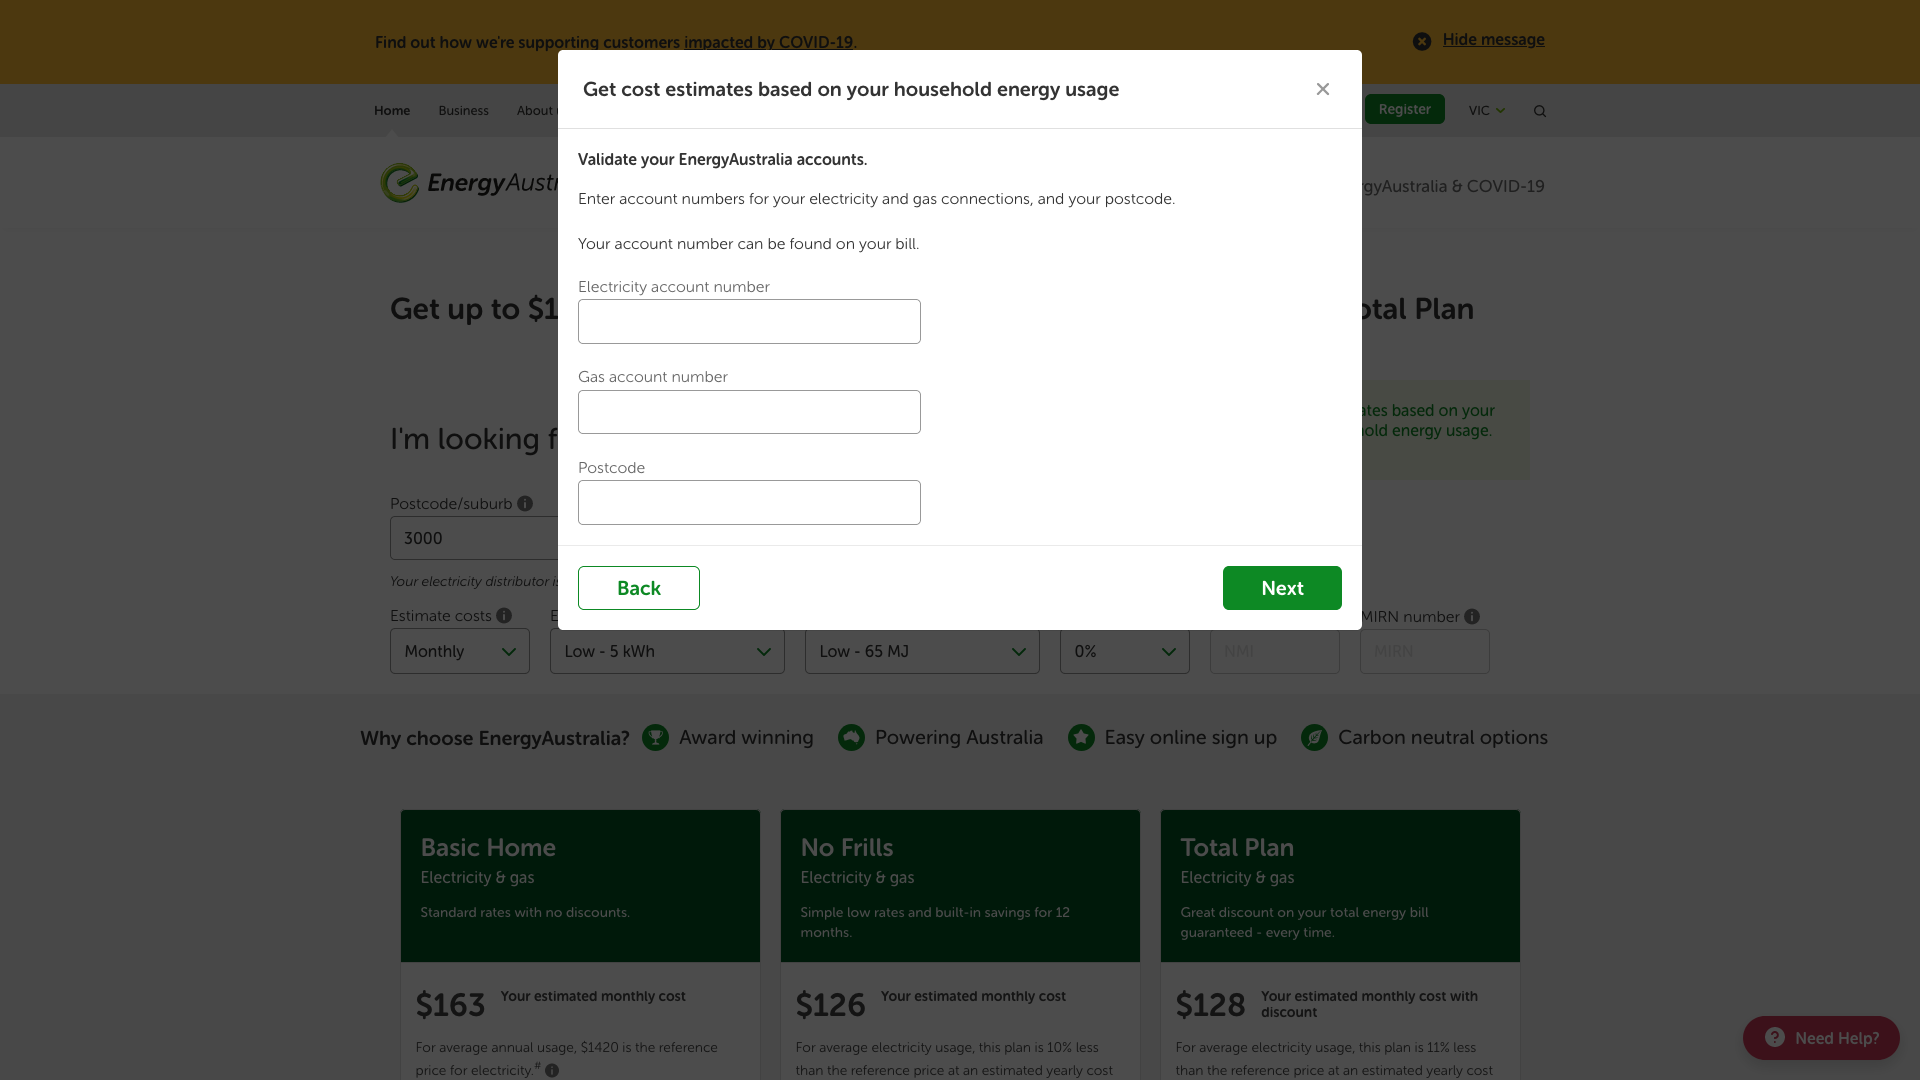 Find out how we're supporting customers impacted by COVID-19.
Hide message
Get cost estimates based on your household energy usage
Home
Business
About
Register
VIC
EnergyAustr
rgyAustralia & COVID-19
Validate your EnergyAustralia accounts.
Enter account numbers for your electricity and gas connections, and your postcode.
Your account number can be found on your bill.
Electricity account number
Get up to $1
otal Plan
Gas account number
ates based on your
old energy usage.
I'm looking f
Postcode
Postcode/suburb
3000
Your electricity distributor is
Back
Next
Estimate costs
E
MIRN number
Monthly
Low - 5 kWh
Low - 65 MJ
0%
NMI
MIRN
Why choose EnergyAustralia?
Award winning
Powering Australia
Easy online sign up
Carbon neutral options
Basic Home
Electricity & gas
Standard rates with no discounts.
$163
Your estimated monthly cost
For average annual usage, $1420 is the reference
price for electricity.#
No Frills
Electricity & gas
Simple low rates and built-in savings for 12
months.
$126
Your estimated monthly cost
For average electricity usage, this plan is 10% less
than the reference price at an estimated yearly cost
Total Plan
Electricity & gas
Great discount on your total energy bill
guaranteed - every time.
$128
Your estimated monthly cost with
discount
For average electricity usage, this plan is 11% less
than the reference price at an estimated yearly cost
Need Help?